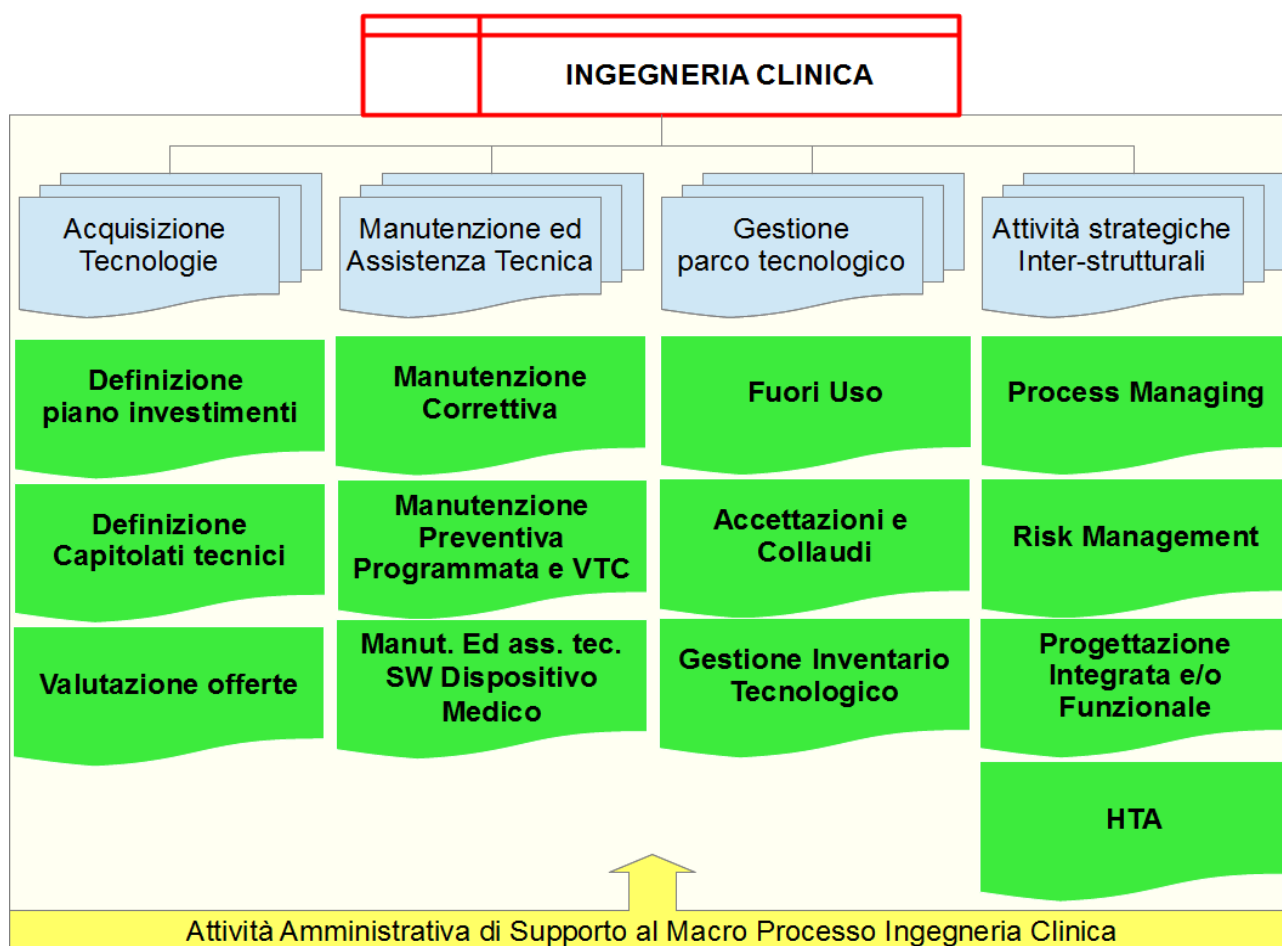 INGEGNERIA CLINICA
Acquisizione
Tecnologie
Manutenzione ed
Assistenza Tecnica
Gestione
parco tecnologico
Attività strategiche
Inter-strutturali
Definizione
piano investimenti
Manutenzione
Correttiva
Fuori Uso
Process Managing
Definizione
Capitolati tecnici
Manutenzione
Preventiva
Programmata e VTC
Accettazioni e
Collaudi
Risk Management
Valutazione offerte
Manut. Ed ass. tec.
SW Dispositivo
Medico
Gestione Inventario
Tecnologico
Progettazione
Integrata e/o
Funzionale
HTA
Attività Amministrativa di Supporto al Macro Processo Ingegneria Clinica